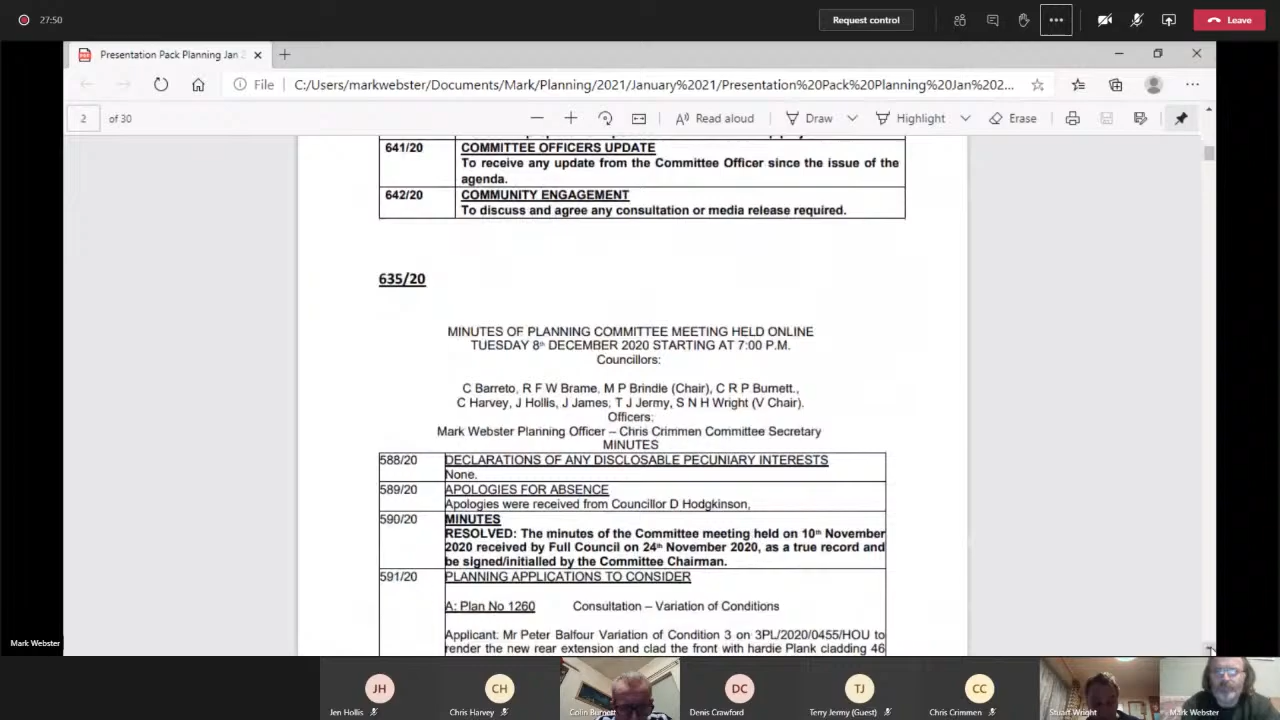 27:50
Request control
Leave
Presentation Pack Planning Jan 2
File C:/Users/markwebster/Documents/Mark/Planning/2021/January%2021/Presentation%20Pack%20Planning%20Jan%202...
2 of 30
Read aloud
Draw
Highlight
Erase
641/20 COMMITTEE OFFICERS UPDATE
To receive any update from the Committee Officer since the issue of the
agenda.
642/20 COMMUNITY ENGAGEMENT
To discuss and agree any consultation or media release required.
635/20
MINUTES OF PLANNING COMMITTEE MEETING HELD ONLINE
TUESDAY 8th DECEMBER 2020 STARTING AT 7:00 P.M.
Councillors:
C Barreto, R F W Brame, M P Brindle (Chair), C R P Burnett.,
C Harvey, J Hollis, J James, T J Jermy, S N H Wright (V Chair).
Officers:
Mark Webster Planning Officer – Chris Crimmen Committee Secretary
MINUTES
588/20 DECLARATIONS OF ANY DISCLOSABLE PECUNIARY INTERESTS
None.
589/20 APOLOGIES FOR ABSENCE
Apologies were received from Councillor D Hodgkinson,
590/20 MINUTES
RESOLVED: The minutes of the Committee meeting held on 10th November
2020 received by Full Council on 24th November 2020, as a true record and
be signed/initialled by the Committee Chairman.
591/20 PLANNING APPLICATIONS TO CONSIDER
A: Plan No 1260 Consultation – Variation of Conditions
Applicant: Mr Peter Balfour Variation of Condition 3 on 3PL/2020/0455/HOU to
render the new rear extension and clad the front with hardie Plank cladding 46
Mark Webster
JH
CH
DC
TJ
CC
Jen Hollis
Chris Harvey
Colin Burnett
Denis Crawford
Terry Jermy (Guest)
Chris Crimmen
Stuart Wright
Mark Webster